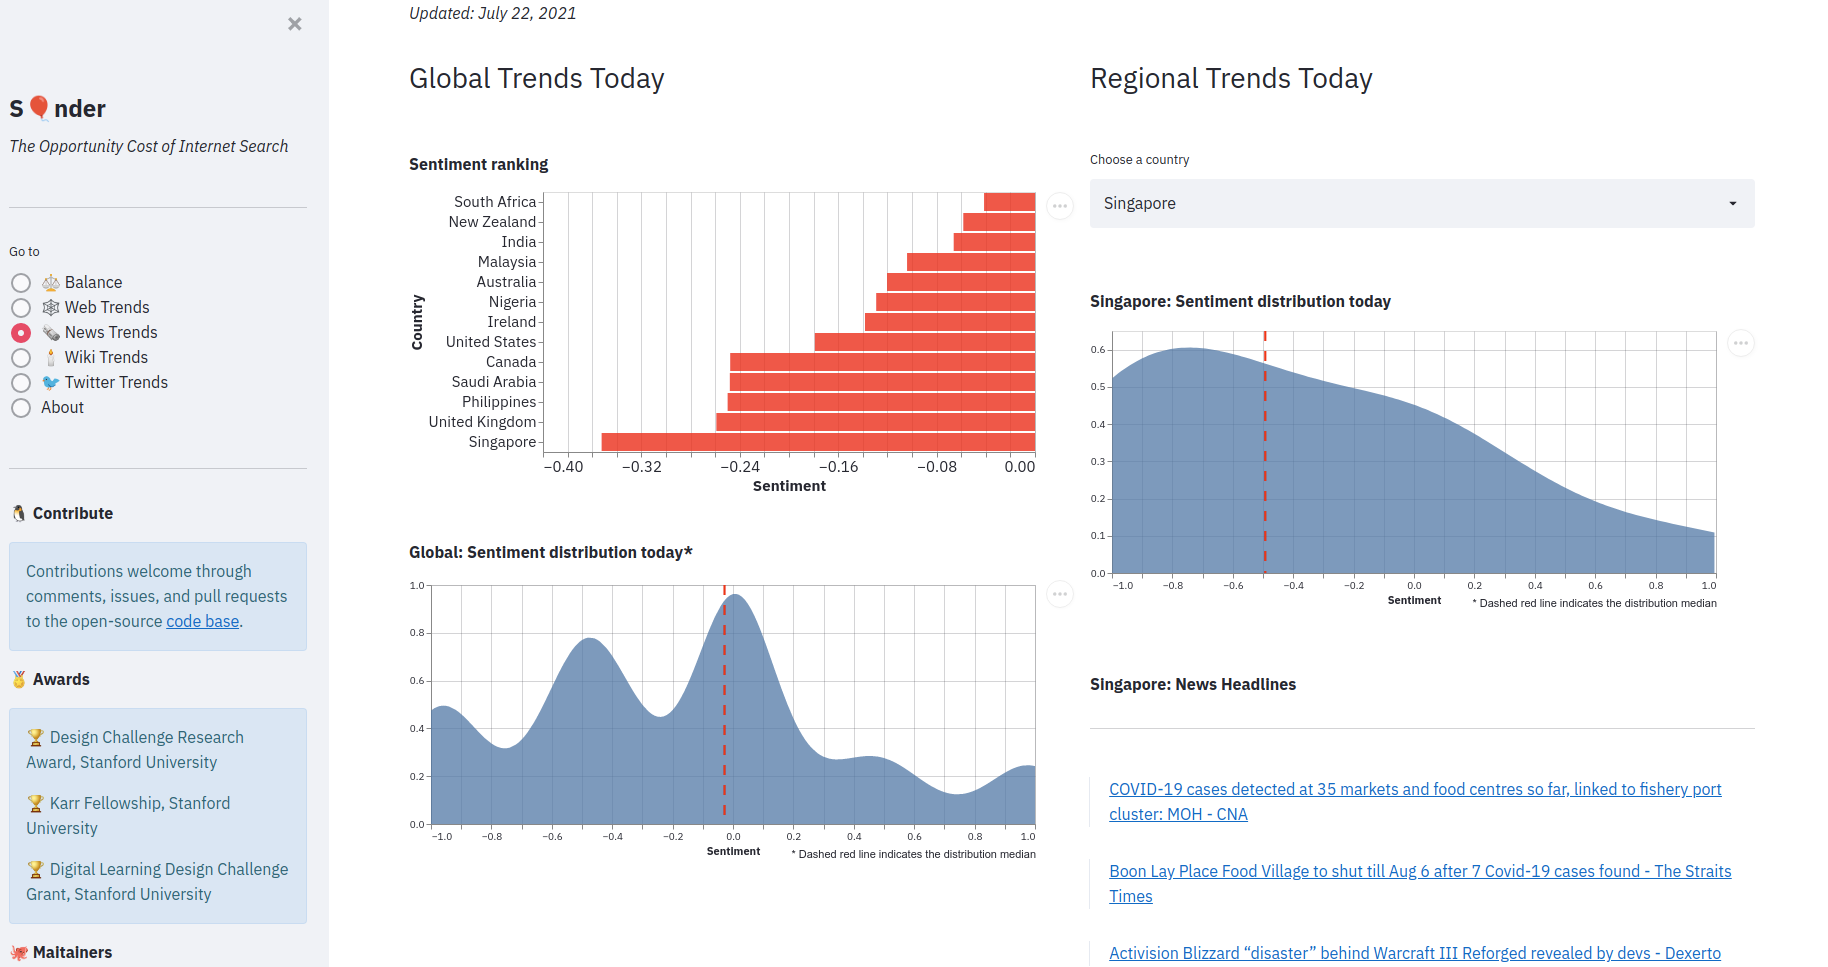 S🎈nder
The Opportunity Cost of Internet Search
Go to
⚖️ Balance
🕸️ Web Trends
🗞️ News Trends
🕯️ Wiki Trends
🐦 Twitter Trends
About
🐧 Contribute
Contributions welcome through
comments, issues, and pull requests
to the open-source code base.
🏅 Awards
🏆 Design Challenge Research
Award, Stanford University
🏆 Karr Fellowship, Stanford
University
🏆 Digital Learning Design Challenge
Grant, Stanford University
🐙 Maitainers
Updated: July 22, 2021
Global Trends Today
Sentiment ranking
Country
South Africa
New Zealand
India
Malaysia
Australia
Nigeria
Ireland
United States
Canada
Saudi Arabia
Philippines
United Kingdom
Singapore
−0.40 −0.32 −0.24 −0.16 −0.08 0.00
Sentiment
Global: Sentiment distribution today*
1.0
0.8
0.6
0.4
0.2
0.0
−1.0 −0.8 −0.6 −0.4 −0.2 0.0 0.2 0.4 0.6 0.8 1.0
Sentiment
* Dashed red line indicates the distribution median
Regional Trends Today
Choose a country
Singapore
Singapore: Sentiment distribution today
0.6
0.5
0.4
0.3
0.2
0.1
0.0
−1.0 −0.8 −0.6 −0.4 −0.2 0.0 0.2 0.4 0.6 0.8 1.0
Sentiment
* Dashed red line indicates the distribution median
Singapore: News Headlines
COVID-19 cases detected at 35 markets and food centres so far, linked to fishery port
cluster: MOH - CNA
Boon Lay Place Food Village to shut till Aug 6 after 7 Covid-19 cases found - The Straits
Times
Activision Blizzard “disaster” behind Warcraft III Reforged revealed by devs - Dexerto